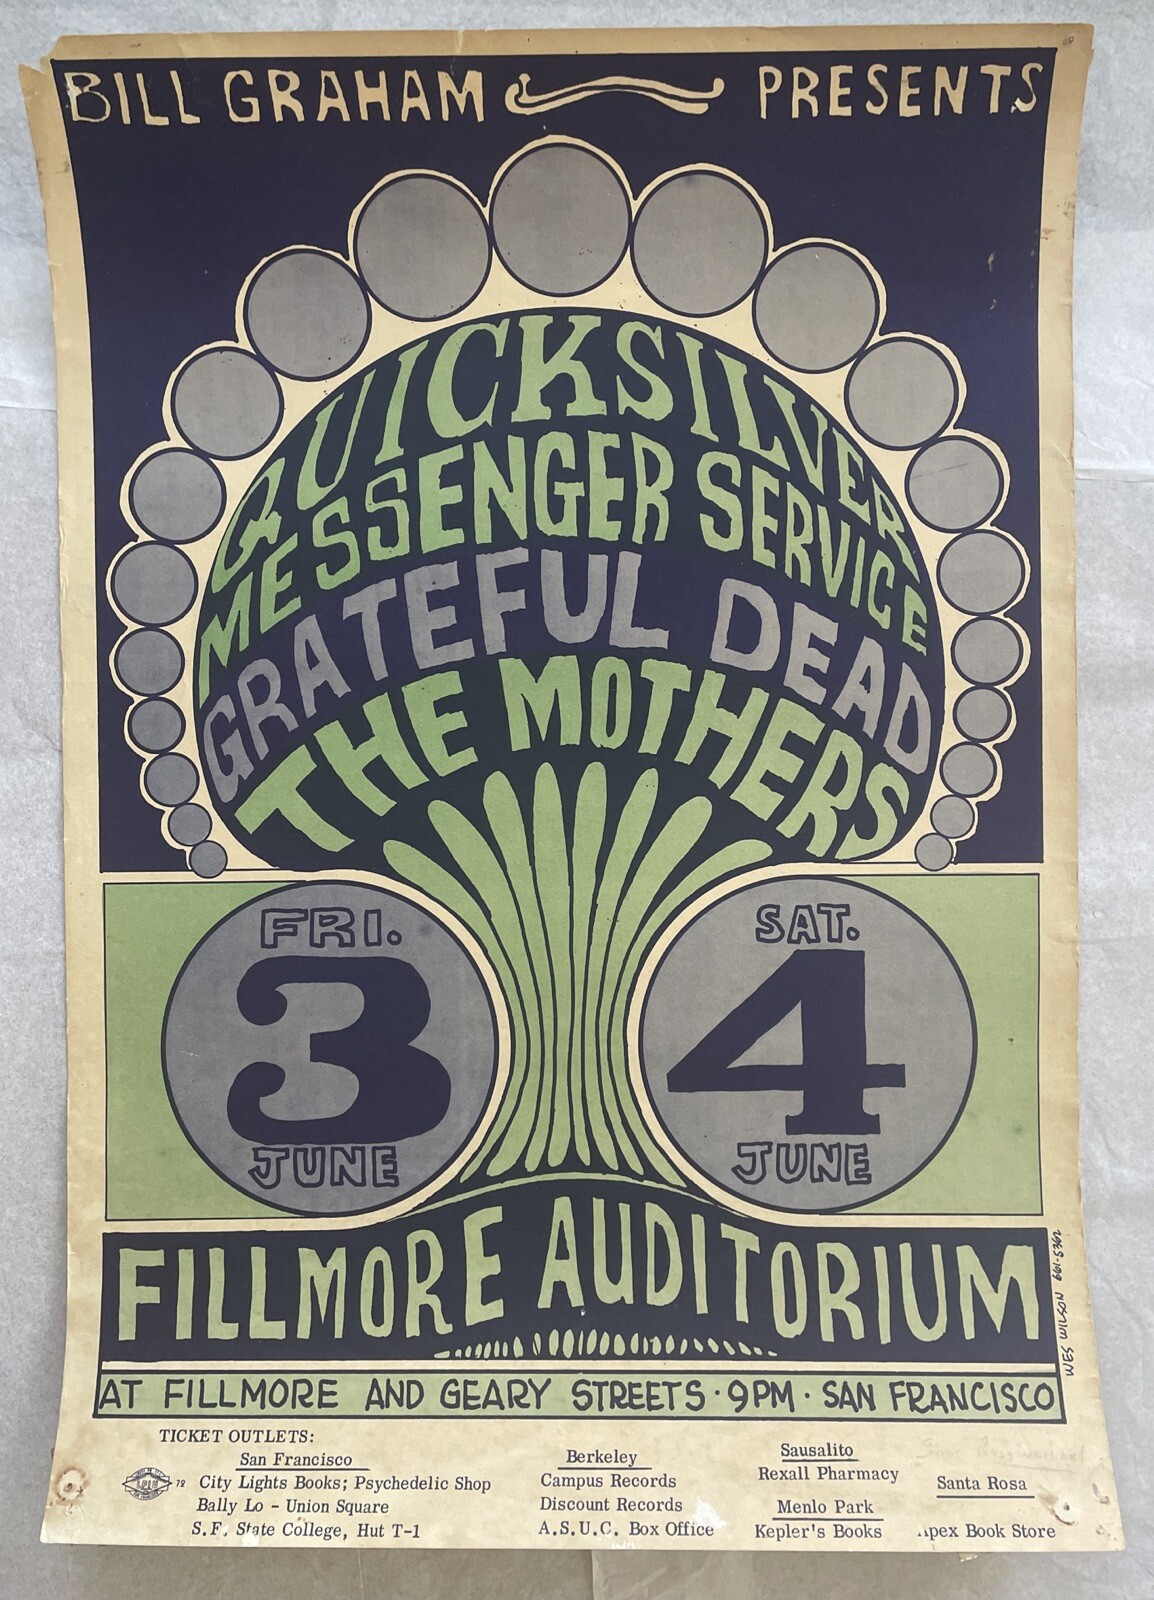 BILL GRAHAM PRESENTS
QUICKSILVER
MESSENGER SERVICE
GRATEFUL DEAD
THE MOTHERS
FRI.
3
JUNE
SAT.
4
JUNE
FILLMORE AUDITORIUM
WES WILSON 661-5362
AT FILLMORE AND GEARY STREETS · 9PM · SAN FRANCISCO
TICKET OUTLETS:
San Francisco
City Lights Books; Psychedelic Shop
Bally Lo - Union Square
S.F. State College, Hut T-1
Berkeley
Campus Records
Discount Records
A.S.U.C. Box Office
Sausalito
Rexall Pharmacy
Menlo Park
Kepler's Books
Santa Rosa
Apex Book Store